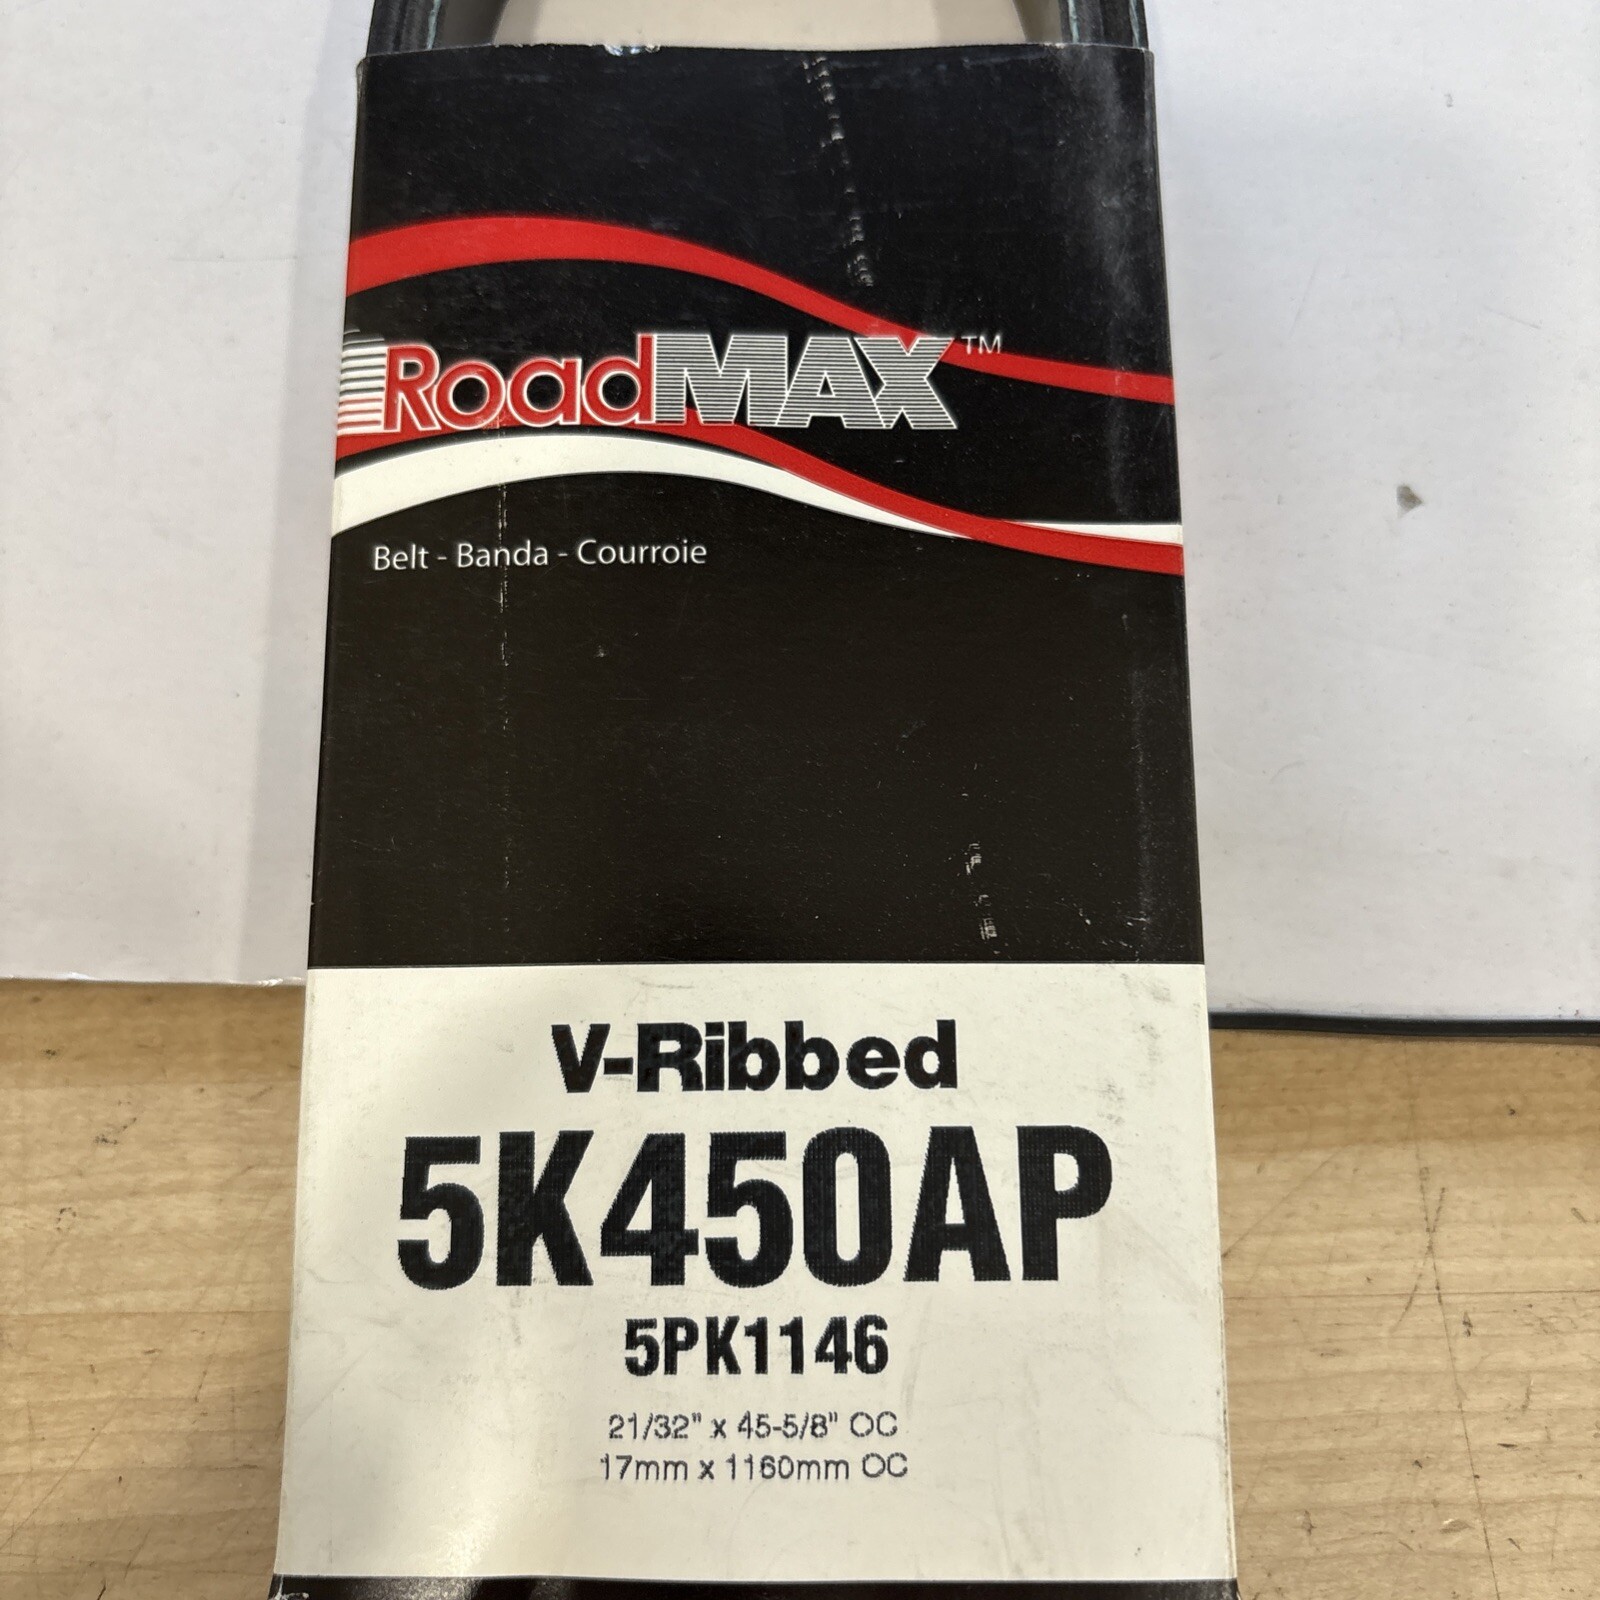 RoadMAX™
Belt - Banda - Courroie
V-Ribbed
5K450AP
5PK1146
21/32" x 45-5/8" OC
17mm x 1160mm OC